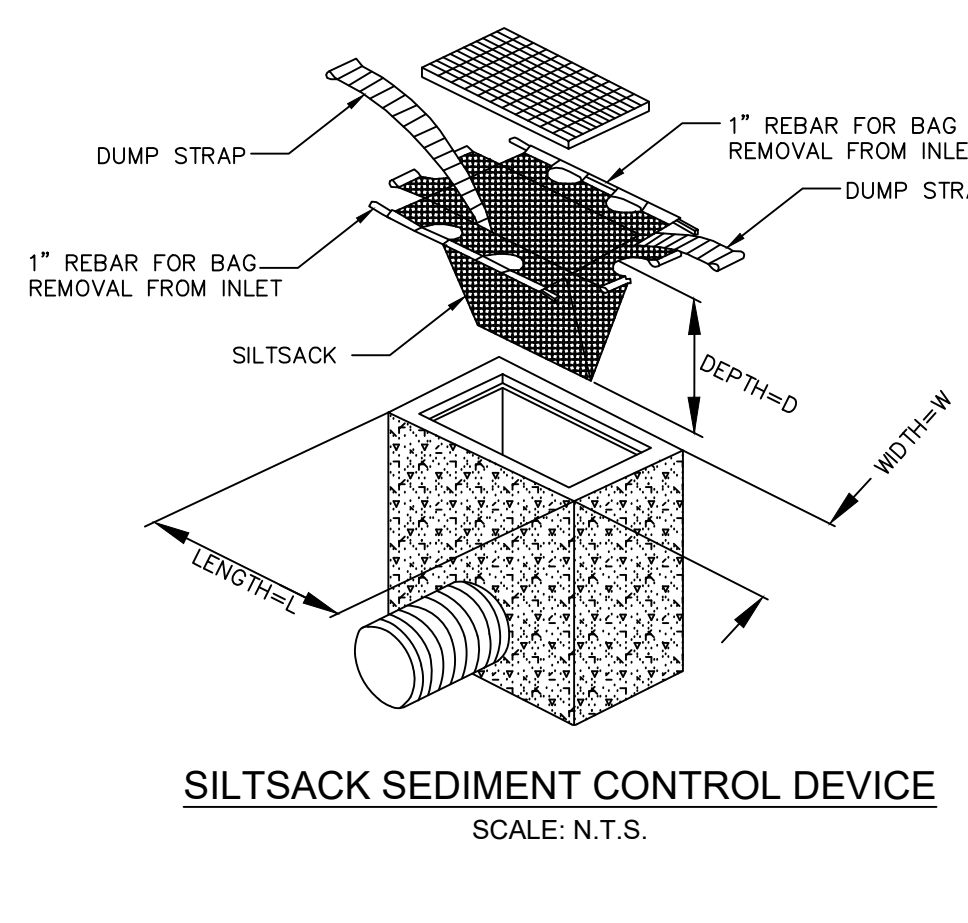 1" REBAR FOR BAG
REMOVAL FROM INLE
DUMP STRAP
DUMP STRA
1" REBAR FOR BAG
REMOVAL FROM INLET
SILTSACK
DEPTH=D
WIDTH=W
LENGTH=L
SILTSACK SEDIMENT CONTROL DEVICE
SCALE: N.T.S.